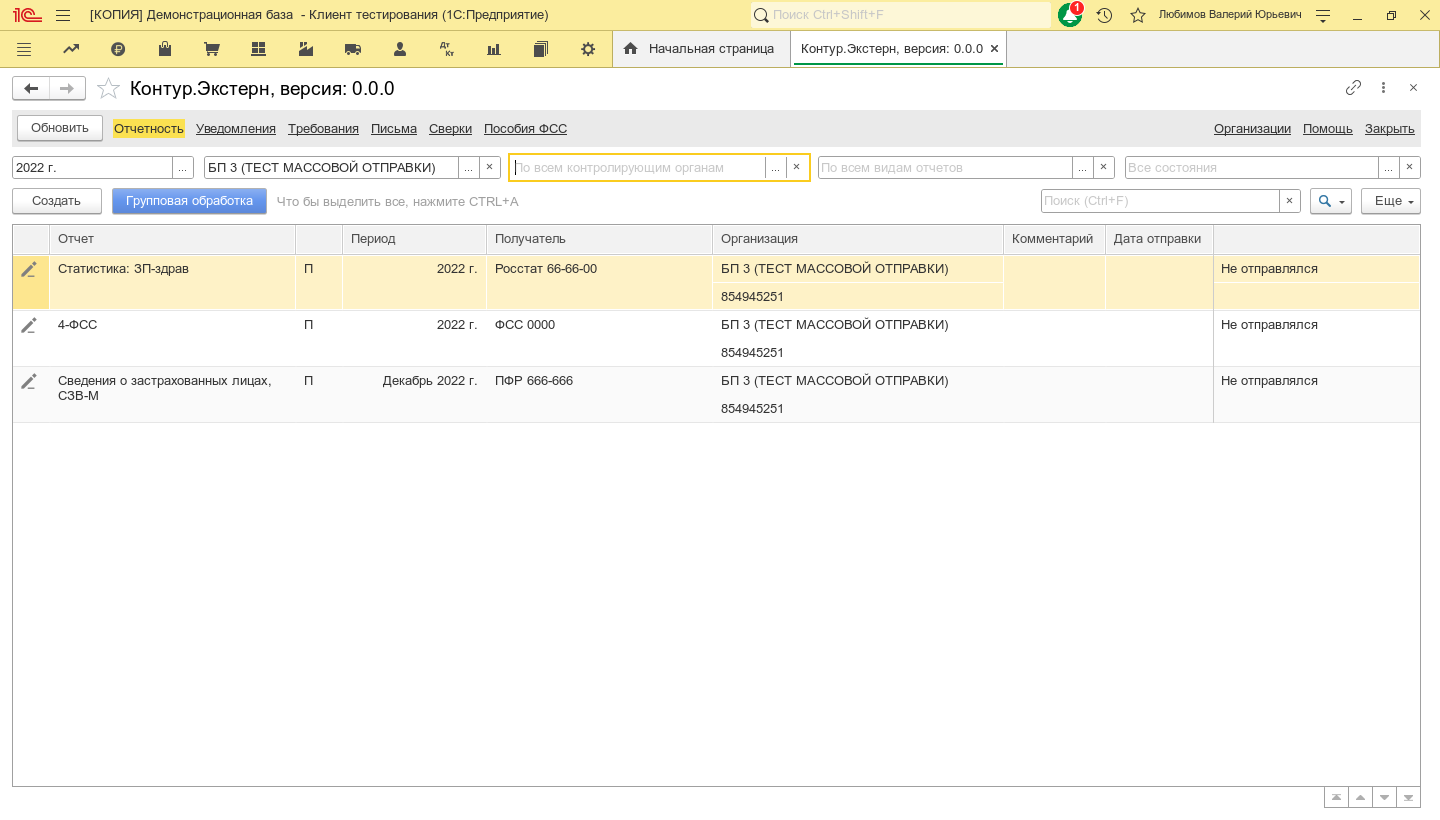 [КОПИЯ] Демонстрационная база - Клиент тестирования (1С:Предприятие) Поиск Ctrl+Shift+F 1 Любимов Валерий Юрьевич
Начальная страница Контур.Экстерн, версия: 0.0.0
Контур.Экстерн, версия: 0.0.0
Обновить Отчетность Уведомления Требования Письма Сверки Пособия ФСС Организации Помощь Закрыть
2022 г. ... БП 3 (ТЕСТ МАССОВОЙ ОТПРАВКИ) ... По всем контролирующим органам ... По всем видам отчетов ... Все состояния ...
Создать Групповая обработка Что бы выделить все, нажмите CTRL+A Поиск (Ctrl+F) Еще
Отчет Период Получатель Организация Комментарий Дата отправки
Статистика: ЗП-здрав П 2022 г. Росстат 66-66-00 БП 3 (ТЕСТ МАССОВОЙ ОТПРАВКИ) Не отправлялся
854945251
4-ФСС П 2022 г. ФСС 0000 БП 3 (ТЕСТ МАССОВОЙ ОТПРАВКИ) Не отправлялся
854945251
Сведения о застрахованных лицах, П Декабрь 2022 г. ПФР 666-666 БП 3 (ТЕСТ МАССОВОЙ ОТПРАВКИ) Не отправлялся
СЗВ-М
854945251